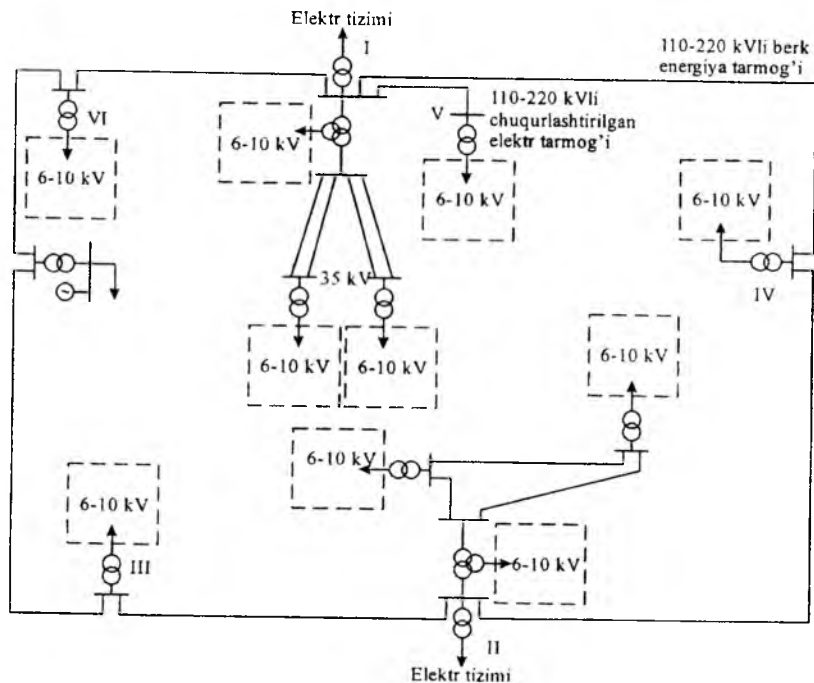 Elektr tizimi
I
110-220 kVli berk
energiya tarmog'i
VI
V
110-220 kVli
chuqurlashtirilgan
elektr tarmog'i
6-10 kV
6-10 kV
6-10 kV
6-10 kV
35 kV
IV
6-10 kV
6-10 kV
6-10 kV
6-10 kV
6-10 kV
III
6-10 kV
II
Elektr tizimi